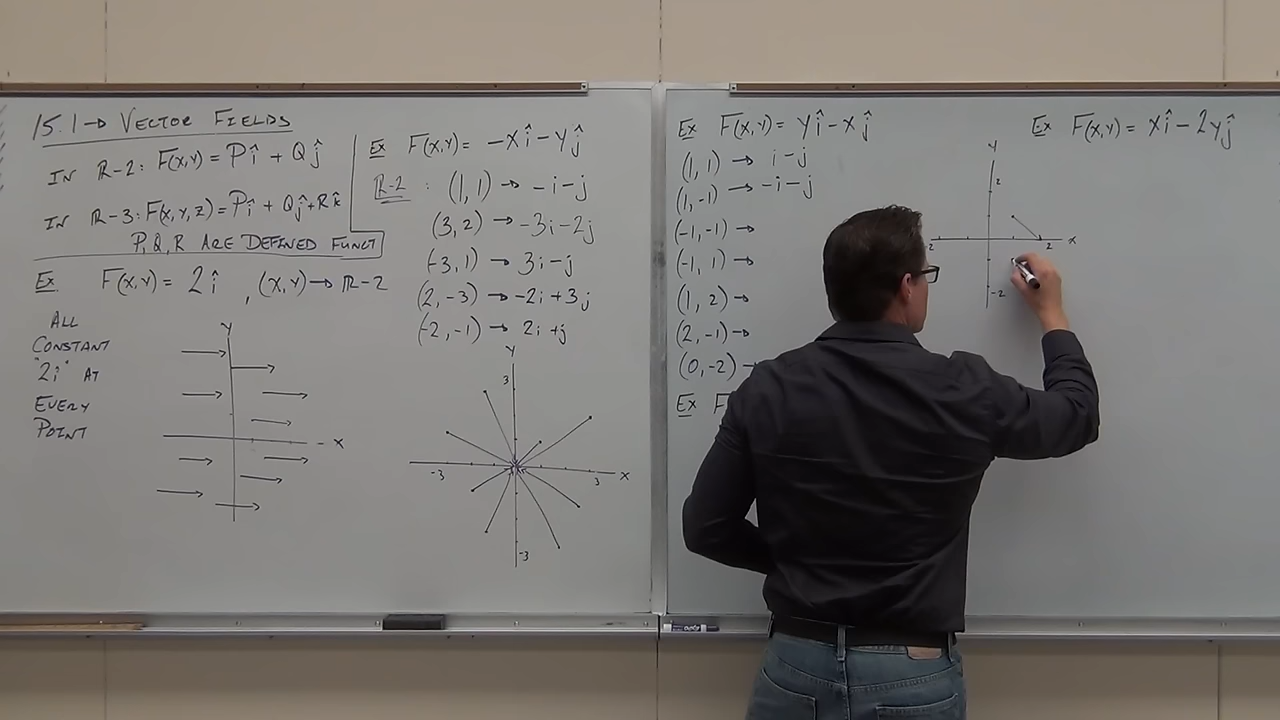 15.1 → VECTOR FIELDS
IN R-2: F(x,y) = Pî + Qĵ
IN R-3: F(x,y,z) = Pî + Qĵ + Rk̂
P, Q, R ARE DEFINED FUNCT
Ex F(x,y) = 2î , (x,y) → R-2
ALL
CONSTANT
"2î" AT
EVERY
POINT
Y
X
Ex F(x,y) = -xî - yĵ
R-2 : (1, 1) → -i - j
(3, 2) → -3i - 2j
(-3, 1) → 3i - j
(2, -3) → -2i + 3j
(-2, -1) → 2i + j
Y
3
-3
3
X
-3
Ex F(x,y) = yî - xĵ
(1, 1) → i - j
(1, -1) → -i - j
(-1, -1) →
(-1, 1) →
(1, 2) →
(2, -1) →
(0, -2) →
Ex F
Y
2
2
2
X
-2
Ex F(x,y) = xî - 2yĵ